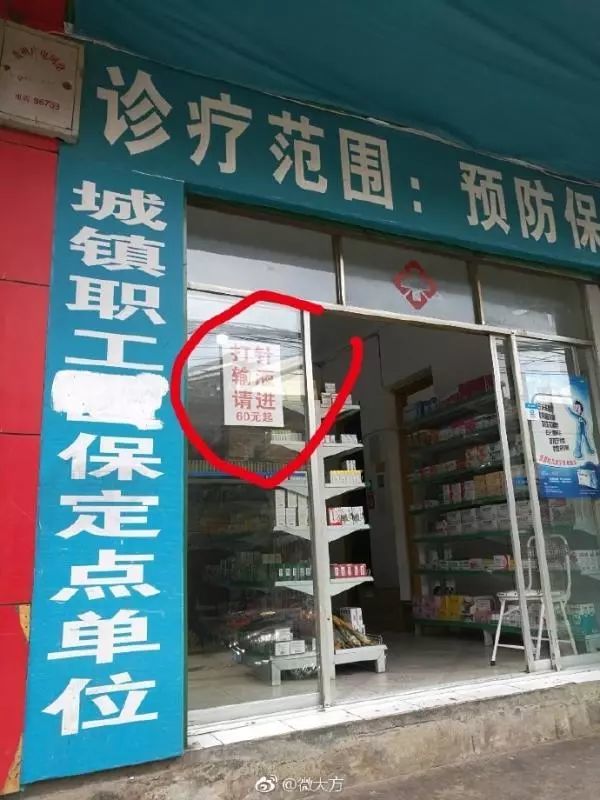 诊疗范围：预防保
城镇职工
保定点单位
打针
输液
请进
60元起
96733
@微大方